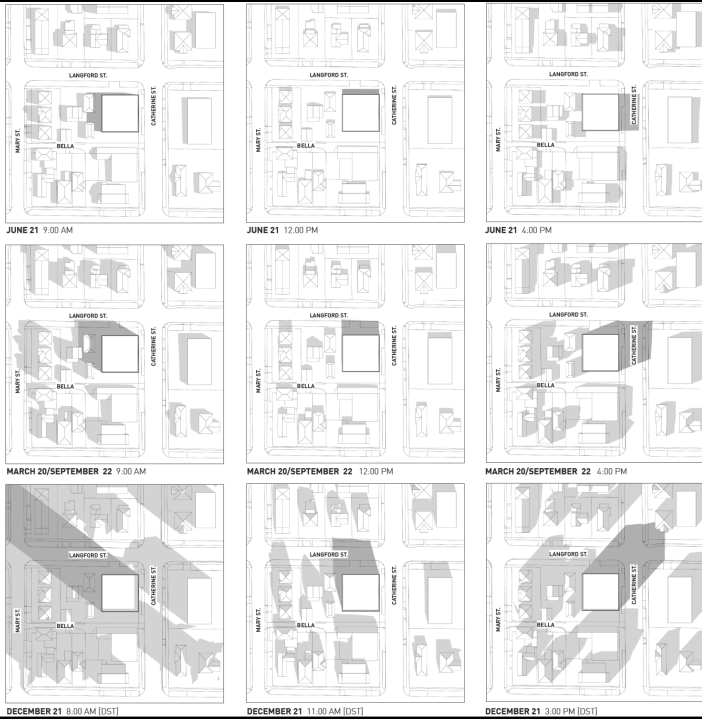 LANGFORD ST.
CATHERINE ST.
MARY ST.
BELLA
JUNE 21 9:00 AM
LANGFORD ST.
CATHERINE ST.
MARY ST.
BELLA
JUNE 21 12:00 PM
LANGFORD ST.
CATHERINE ST.
MARY ST.
BELLA
JUNE 21 4:00 PM
LANGFORD ST.
CATHERINE ST.
MARY ST.
BELLA
MARCH 20/SEPTEMBER 22 9:00 AM
LANGFORD ST.
CATHERINE ST.
MARY ST.
BELLA
MARCH 20/SEPTEMBER 22 12:00 PM
LANGFORD ST.
CATHERINE ST.
MARY ST.
BELLA
MARCH 20/SEPTEMBER 22 4:00 PM
LANGFORD ST.
CATHERINE ST.
MARY ST.
BELLA
DECEMBER 21 8:00 AM [DST]
LANGFORD ST.
CATHERINE ST.
MARY ST.
BELLA
DECEMBER 21 11:00 AM [DST]
LANGFORD ST.
CATHERINE ST.
MARY ST.
BELLA
DECEMBER 21 3:00 PM [DST]